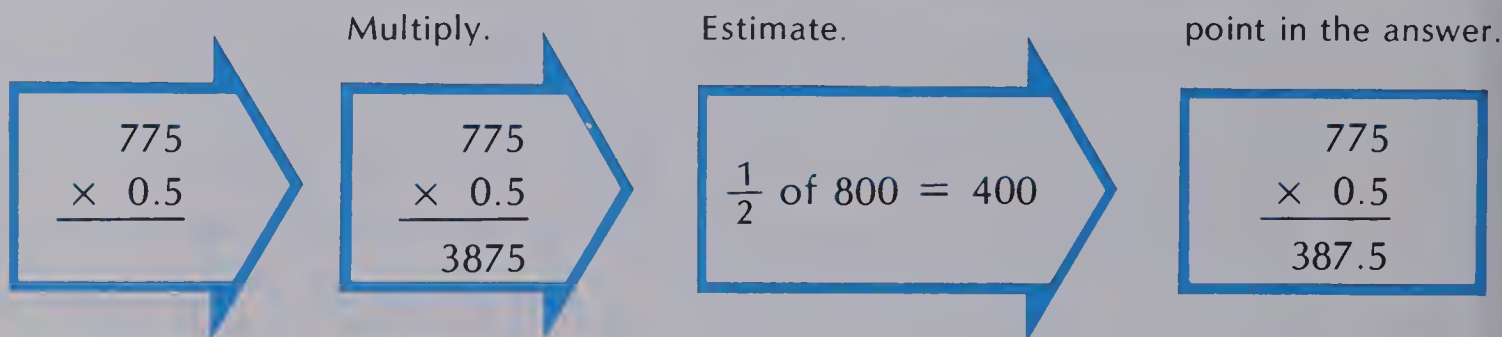 Multiply.
Estimate.
point in the answer.
775
× 0.5
775
× 0.5
3875
1/2 of 800 = 400
775
× 0.5
387.5